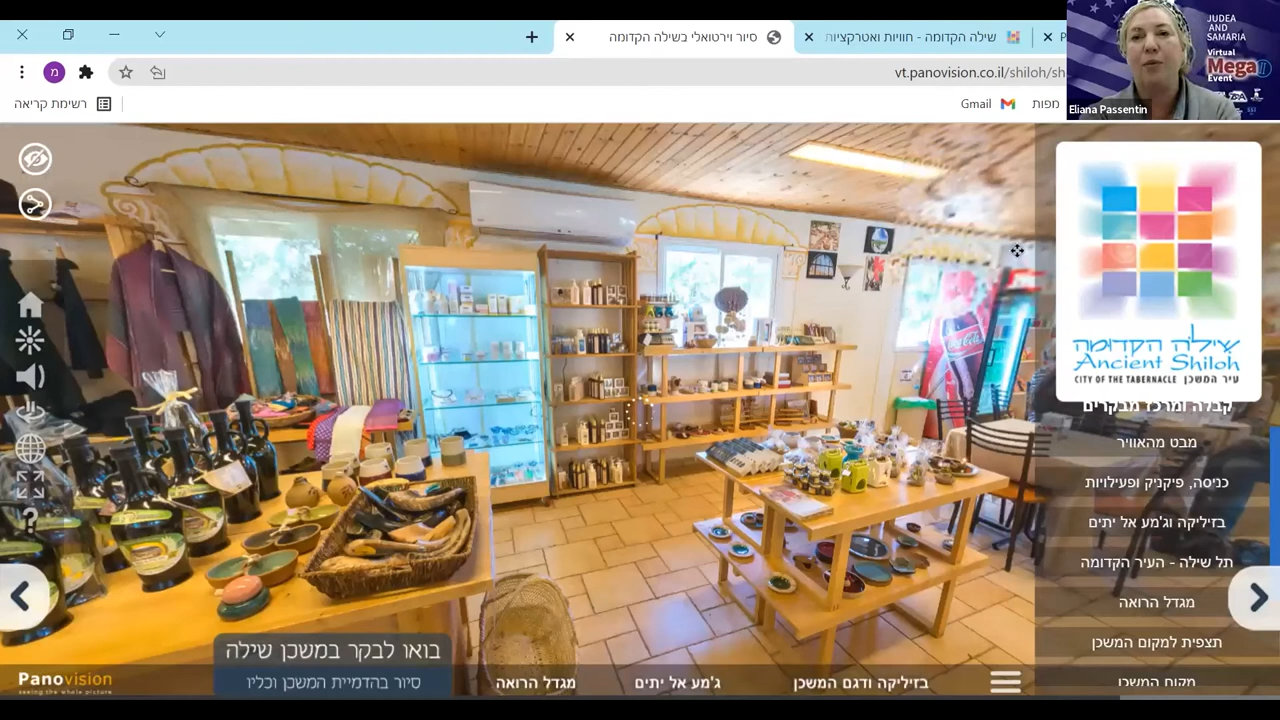 סיור וירטואלי בשילה הקדומה
שילה הקדומה - חוויות ואטרקציות
vt.panovision.co.il/shiloh/sh
מ
רשימת קריאה
Gmail
מפות
JUDEA
AND
SAMARIA
Virtual
Mega
Event
Eliana Passentin
שילה הקדומה
Ancient Shiloh
CITY OF THE TABERNACLE עיר המשכן
קבלה ומרכז מבקרים
מבט מהאוויר
כניסה, פיקניק ופעילויות
בזיליקה וג'מע אל יתים
תל שילה - העיר הקדומה
מגדל הרואה
תצפית למקום המשכן
מקום המשכן
Coca-Cola
בואו לבקר במשכן שילה
סיור בהדמיית המשכן וכליו
Panovision
seeing the whole picture
בזיליקה ודגם המשכן
ג'מע אל יתים
מגדל הרואה